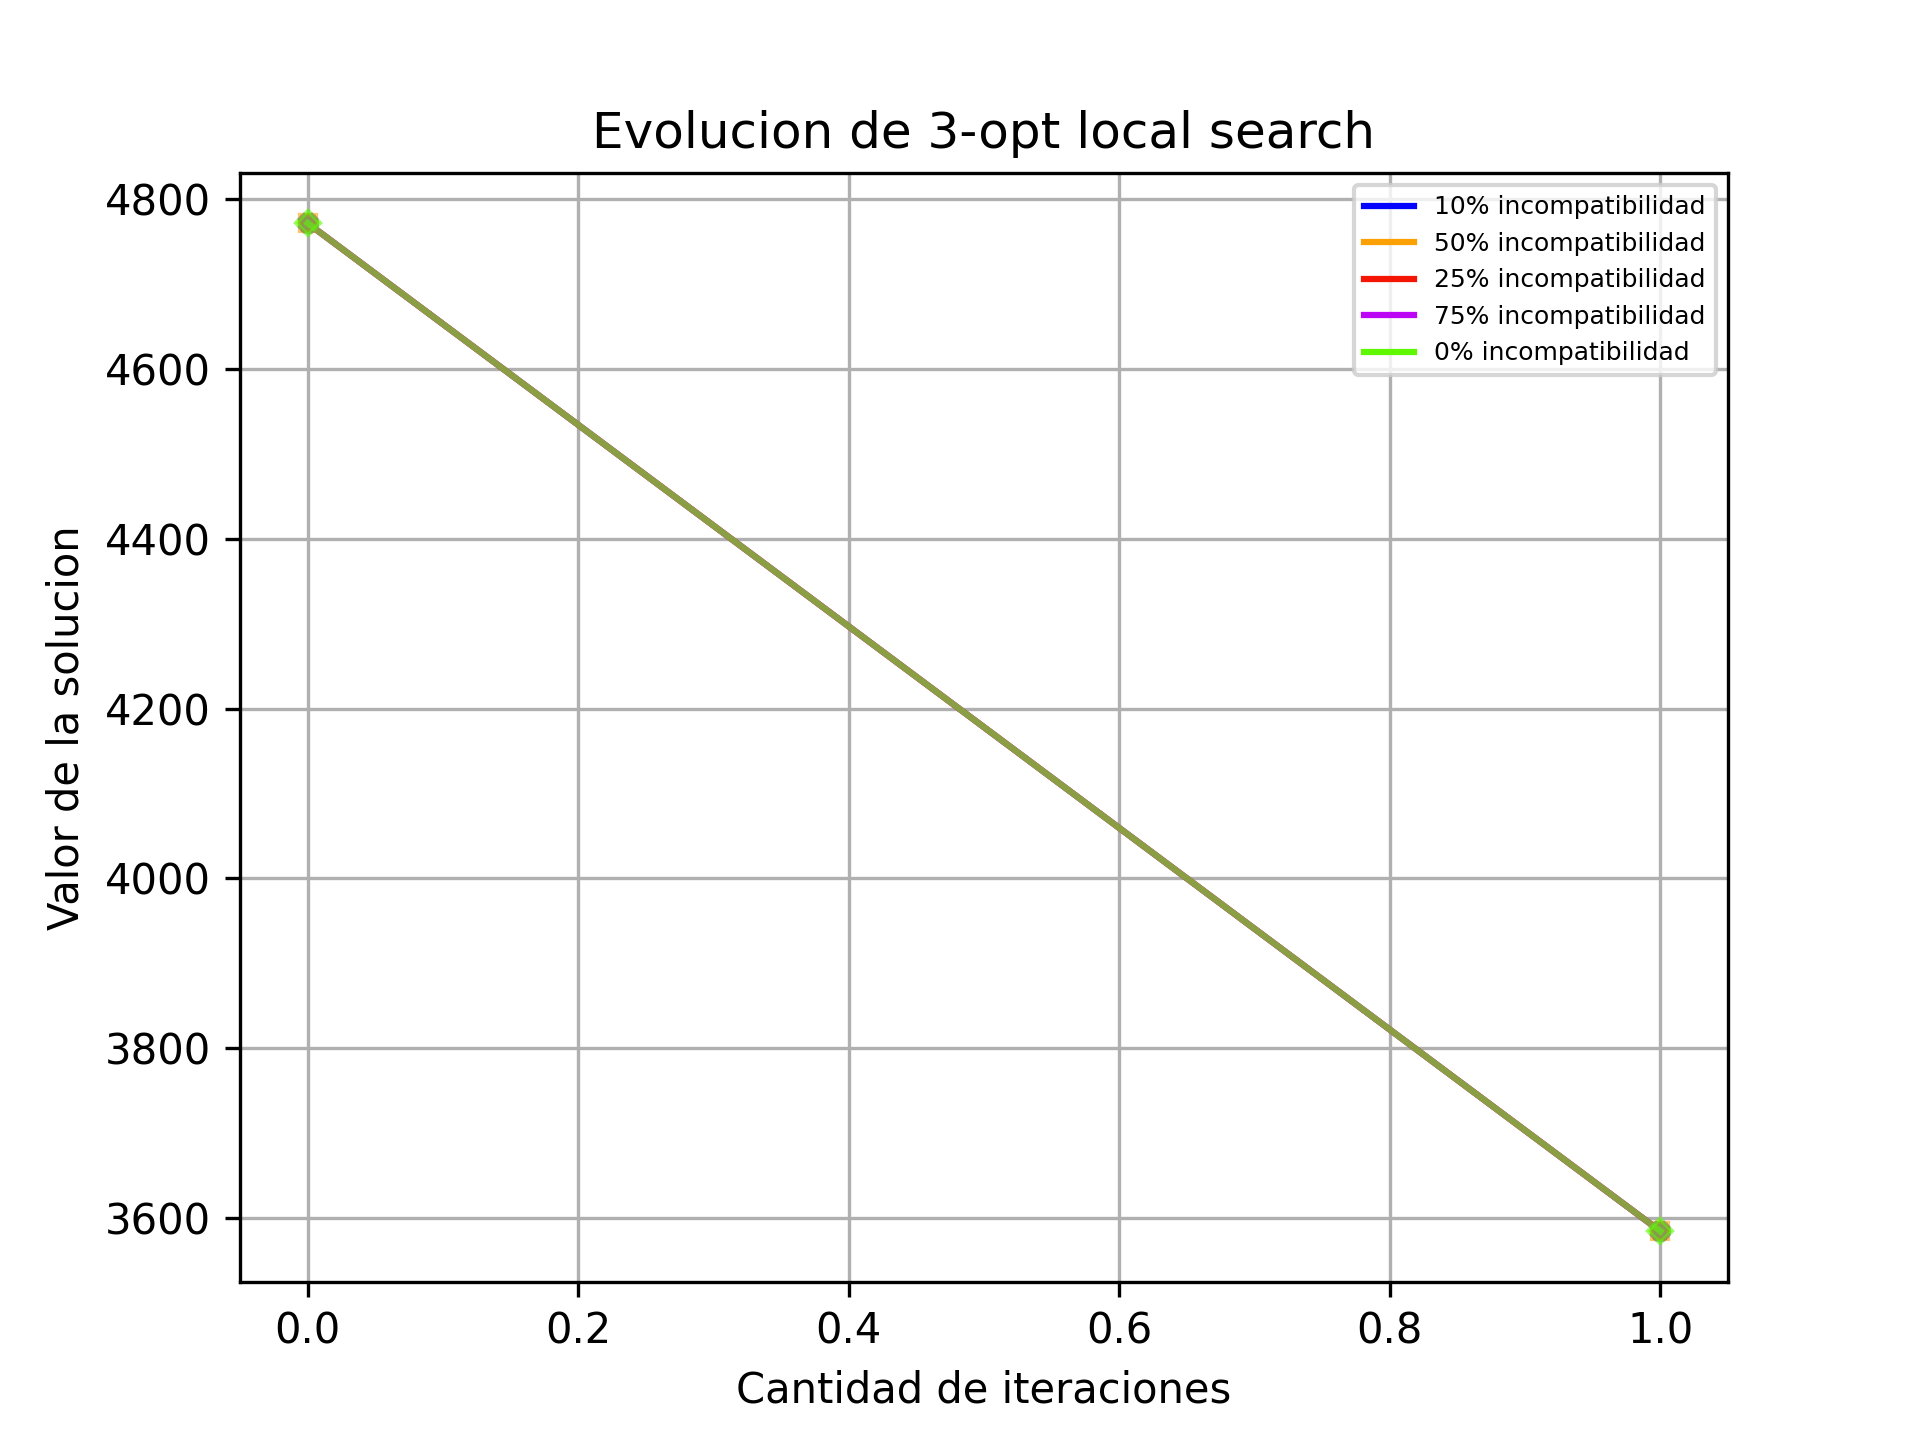 Evolucion de 3-opt local search
4800
4600
4400
4200
4000
3800
3600
Valor de la solucion
10% incompatibilidad
50% incompatibilidad
25% incompatibilidad
75% incompatibilidad
0% incompatibilidad
0.0 0.2 0.4 0.6 0.8 1.0
Cantidad de iteraciones